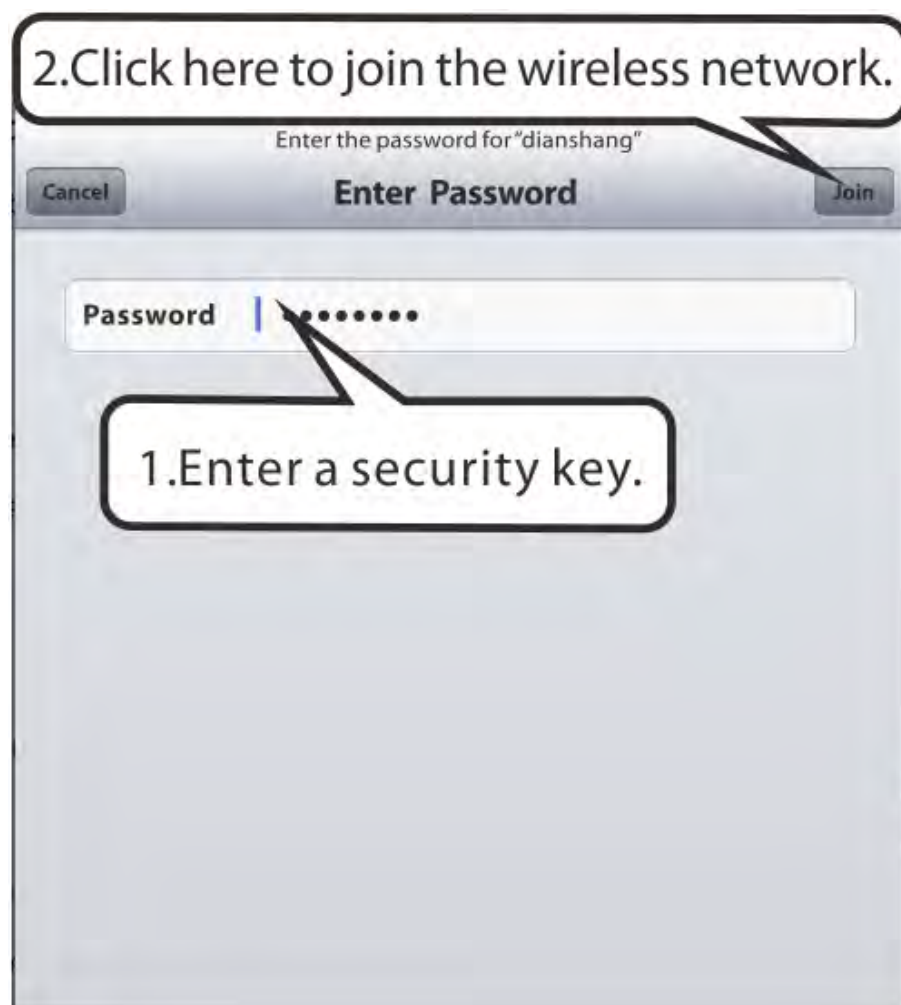 2.Click here to join the wireless network.
Enter the password for "dianshang"
Cancel
Enter Password
Join
Password ••••••••
1.Enter a security key.